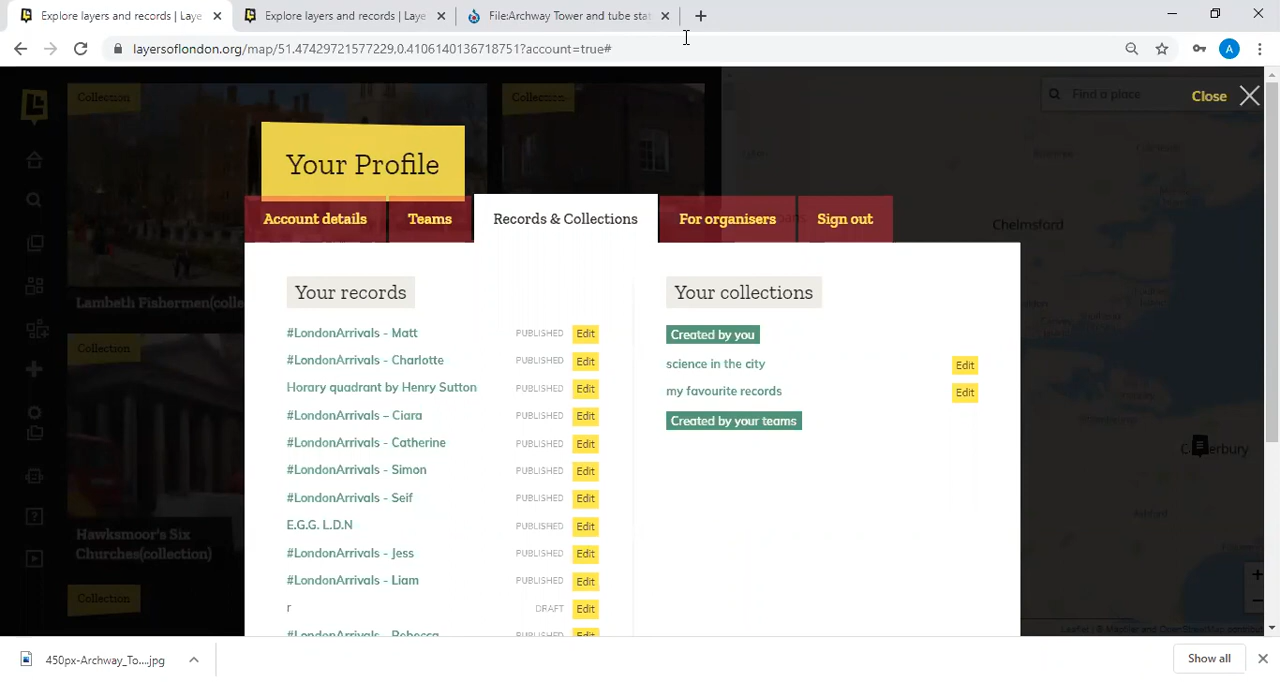 Explore layers and records | Laye
Explore layers and records | Laye
File:Archway Tower and tube stat
layersoflondon.org/map/51.47429721577229,0.4106140136718751?account=true#
A
Collection
Collection
Find a place
Close
Your Profile
Account details
Teams
Records & Collections
For organisers
Sign out
Chelmsford
Your records
Your collections
#LondonArrivals - Matt PUBLISHED Edit
Created by you
#LondonArrivals - Charlotte PUBLISHED Edit
science in the city Edit
Horary quadrant by Henry Sutton PUBLISHED Edit
my favourite records Edit
#LondonArrivals – Ciara PUBLISHED Edit
Created by your teams
#LondonArrivals - Catherine PUBLISHED Edit
#LondonArrivals - Simon PUBLISHED Edit
#LondonArrivals - Seif PUBLISHED Edit
E.G.G. L.D.N PUBLISHED Edit
#LondonArrivals - Jess PUBLISHED Edit
#LondonArrivals - Liam PUBLISHED Edit
r DRAFT Edit
#LondonArrivals - Rebecca PUBLISHED Edit
Lambeth Fishermen(colle
Collection
Hawksmoor's Six
Churches(collection)
Collection
450px-Archway_To....jpg
Show all